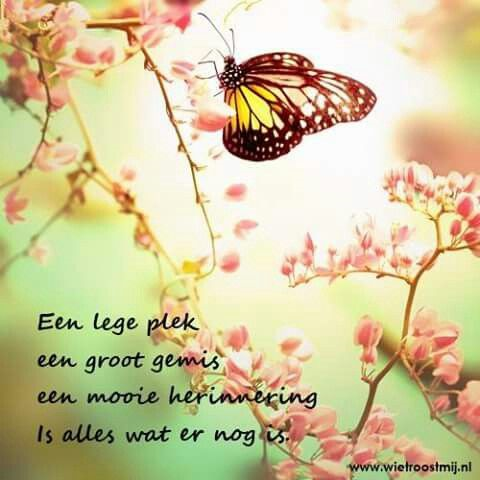 Een lege plek
een groot gemis
een mooie herinnering
Is alles wat er nog is.
www.wietroostmij.nl